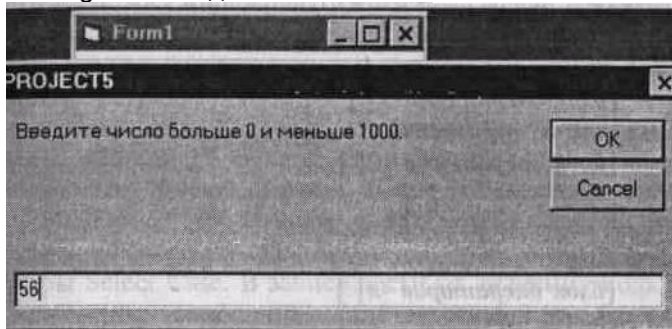 Form1
PROJECT5
Введите число больше 0 и меньше 1000.
OK
Cancel
56